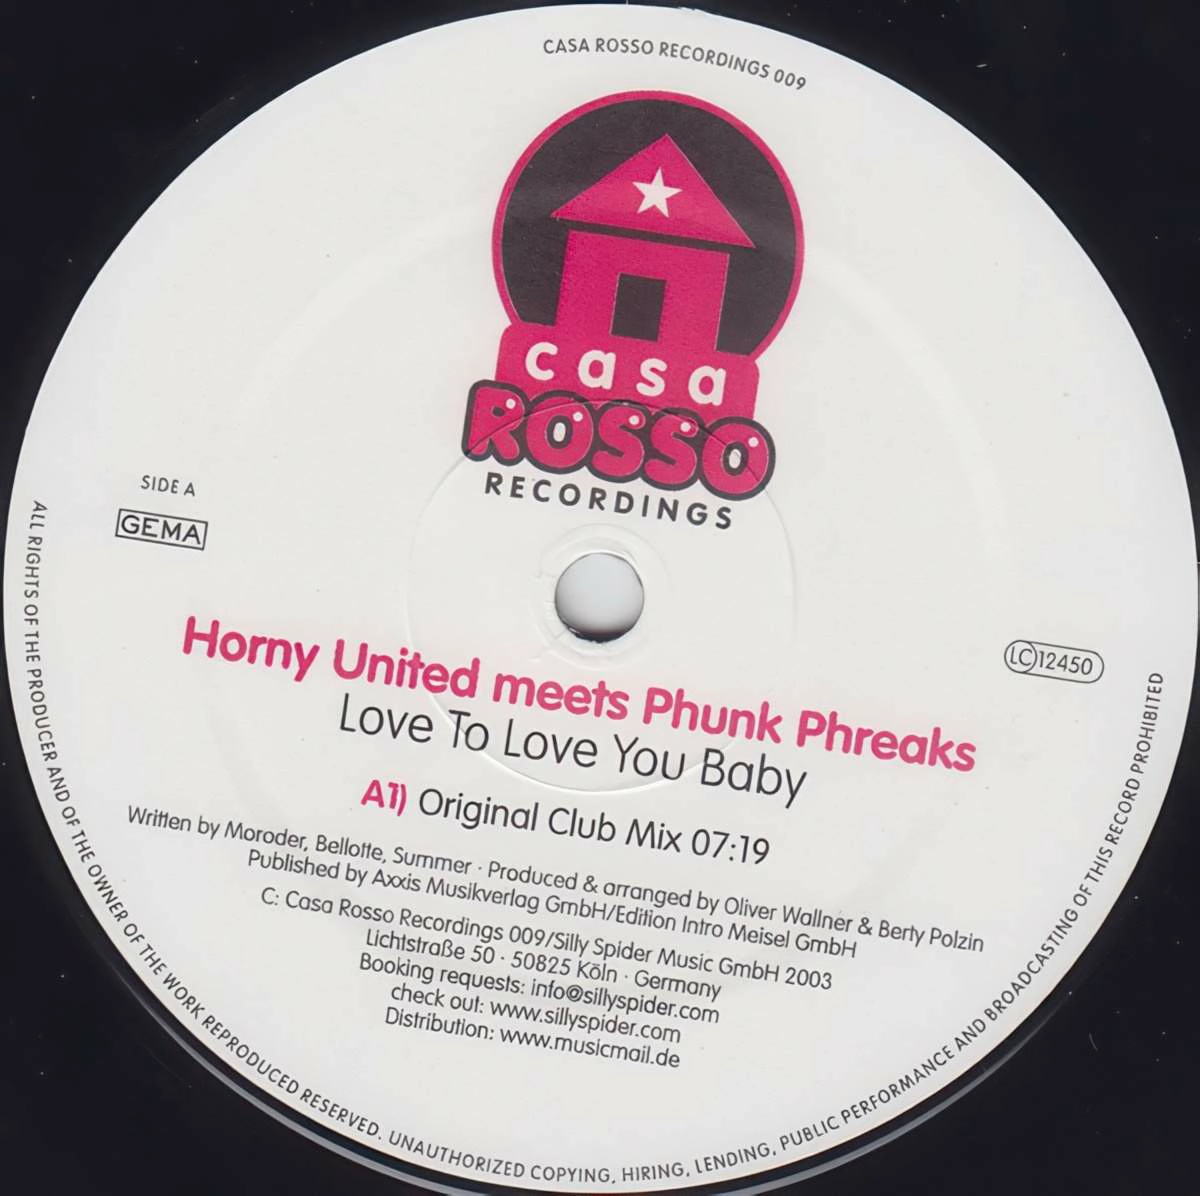 CASA ROSSO RECORDINGS 009
casa
ROSSO
RECORDINGS
SIDE A
GEMA
LC 12450
Horny United meets Phunk Phreaks
Love To Love You Baby
A1) Original Club Mix 07:19
Written by Moroder, Bellotte, Summer · Produced & arranged by Oliver Wallner & Berty Polzin
Published by Axxis Musikverlag GmbH/Edition Intro Meisel GmbH
C: Casa Rosso Recordings 009/Silly Spider Music GmbH 2003
Lichtstraße 50 · 50825 Köln · Germany
Booking requests: info@sillyspider.com
check out: www.sillyspider.com
Distribution: www.musicmail.de
ALL RIGHTS OF THE PRODUCER AND OF THE OWNER OF THE WORK REPRODUCED RESERVED. UNAUTHORIZED COPYING, HIRING, LENDING, PUBLIC PERFORMANCE AND BROADCASTING OF THIS RECORD PROHIBITED